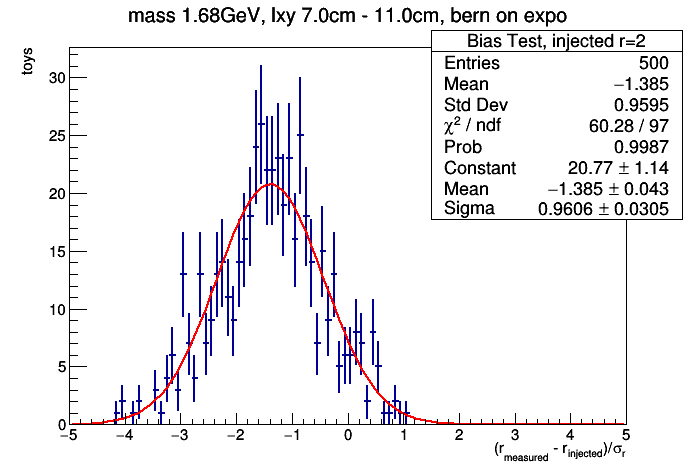 mass 1.68GeV, lxy 7.0cm - 11.0cm, bern on expo
Bias Test, injected r=2
Entries 500
Mean −1.385
Std Dev 0.9595
χ² / ndf 60.28 / 97
Prob 0.9987
Constant 20.77 ± 1.14
Mean −1.385 ± 0.043
Sigma 0.9606 ± 0.0305
toys
30
25
20
15
10
5
0
−5 −4 −3 −2 −1 0 1 2 3 4 5
(r_measured - r_injected)/σ_r